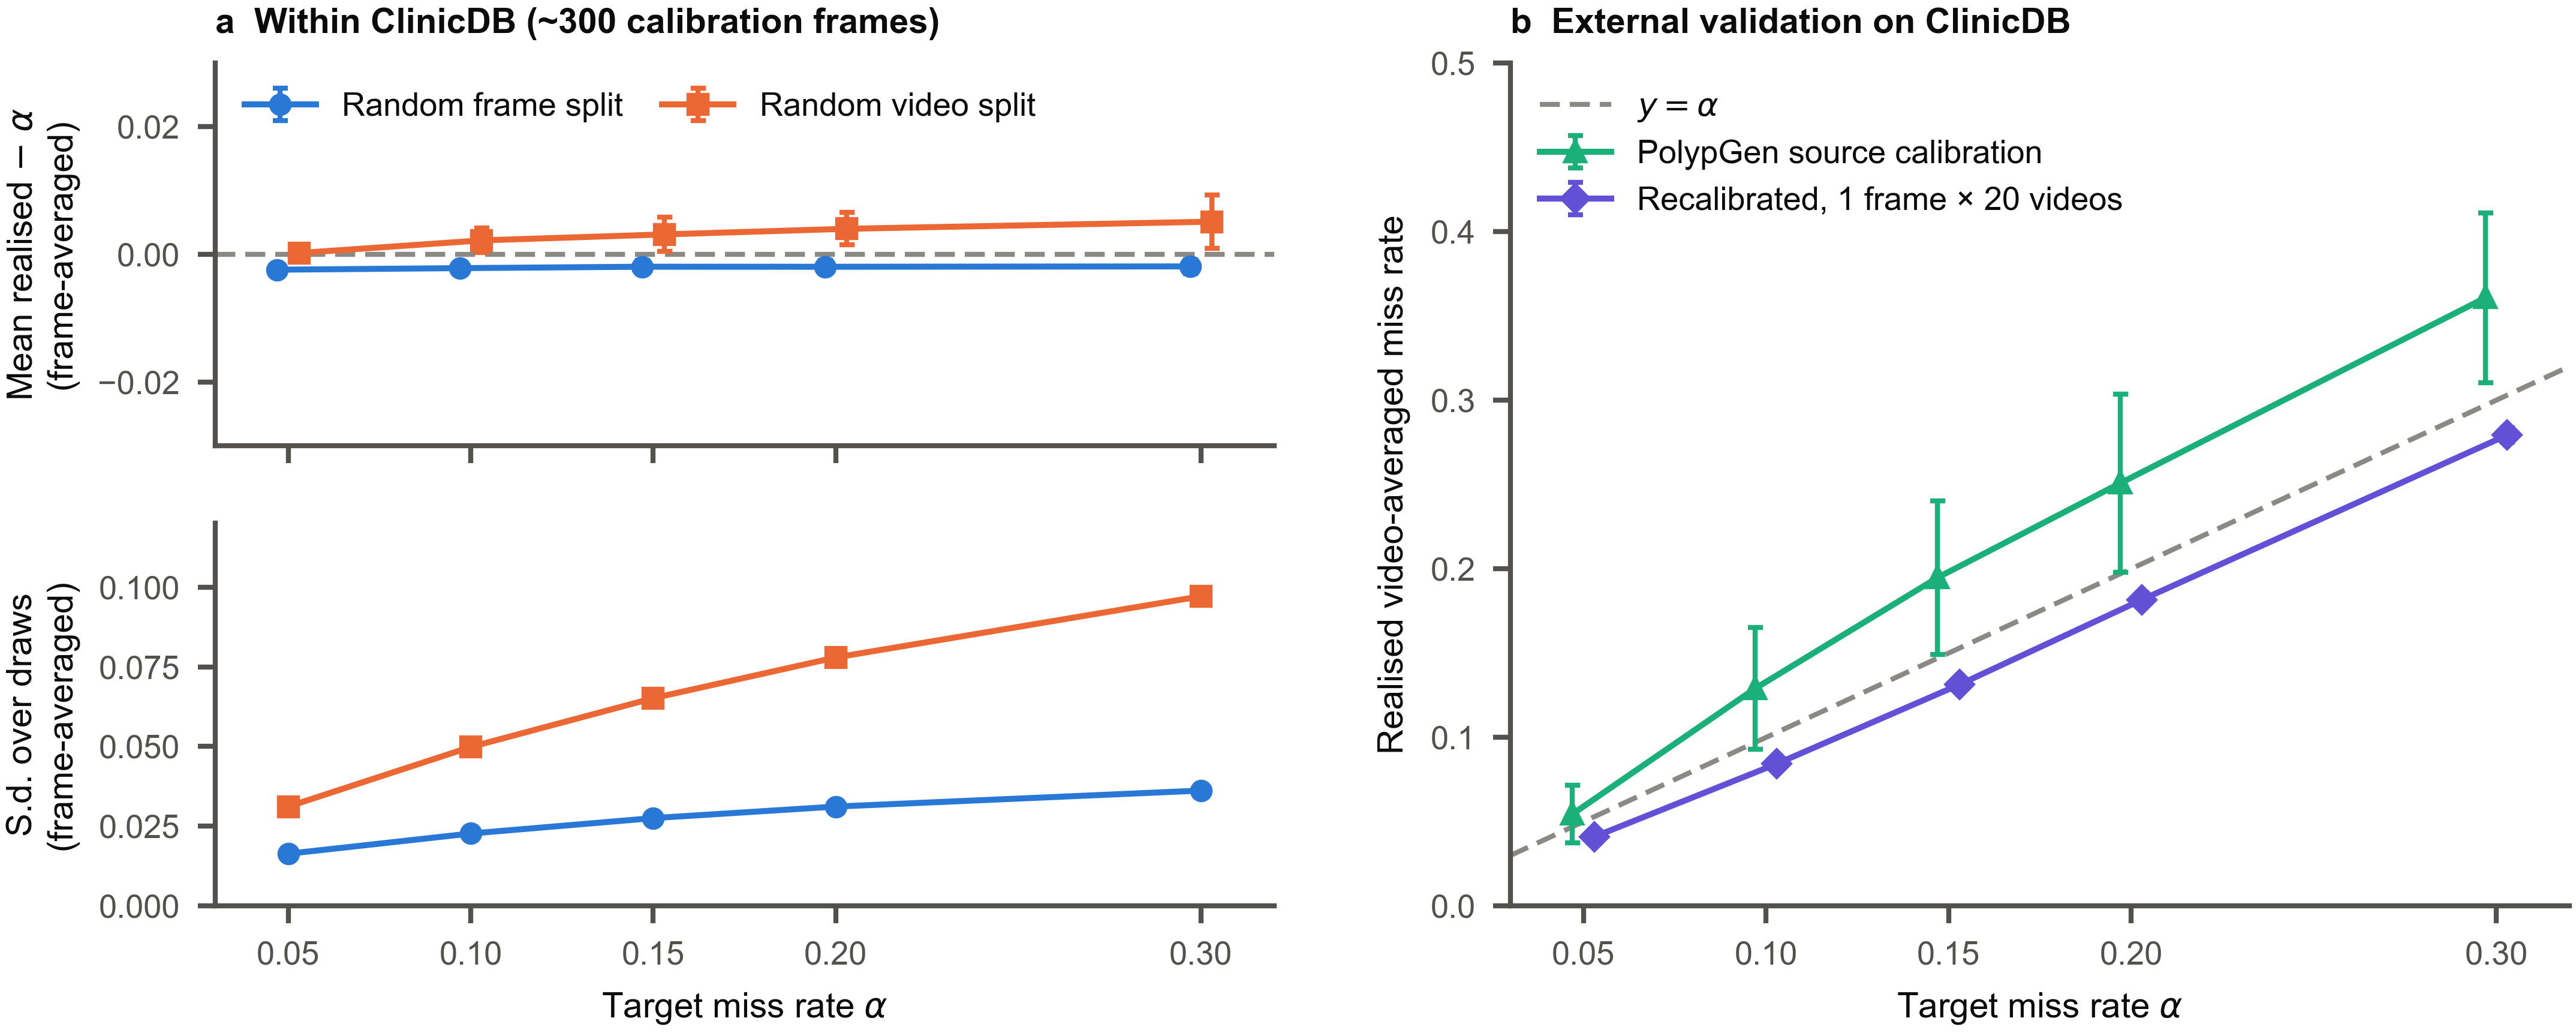 a Within ClinicDB (~300 calibration frames)
Random frame split
Random video split
Mean realised − α
(frame-averaged)
0.02
0.00
−0.02
S.d. over draws
(frame-averaged)
0.100
0.075
0.050
0.025
0.000
0.05 0.10 0.15 0.20 0.30
Target miss rate α
b External validation on ClinicDB
y = α
PolypGen source calibration
Recalibrated, 1 frame × 20 videos
Realised video-averaged miss rate
0.5
0.4
0.3
0.2
0.1
0.0
0.05 0.10 0.15 0.20 0.30
Target miss rate α